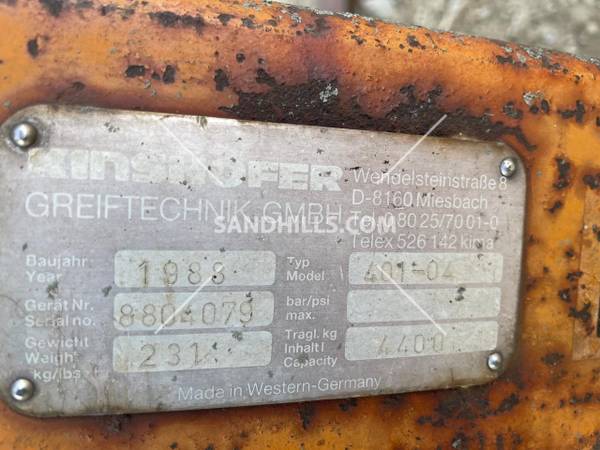 KINSHOFER
GREIFTECHNIK GMBH
Wendelsteinstraße 8
D-8160 Miesbach
Tel. 0 80 25/70 01-0
Telex 526 142 kima
SANDHILLS.COM
Baujahr Year 1988
Typ Model 401-04
Gerät Nr. Serial no. 8804079
bar/psi max.
Gewicht Weight kg/lbs 231
Tragl. kg Inhalt l Capacity 4400
Made in Western-Germany